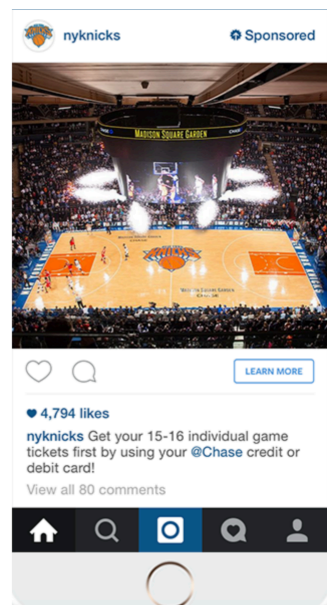 nyknicks
Sponsored
MADISON SQUARE GARDEN
CHASE
LEARN MORE
4,794 likes
nyknicks Get your 15-16 individual game
tickets first by using your @Chase credit or
debit card!
View all 80 comments